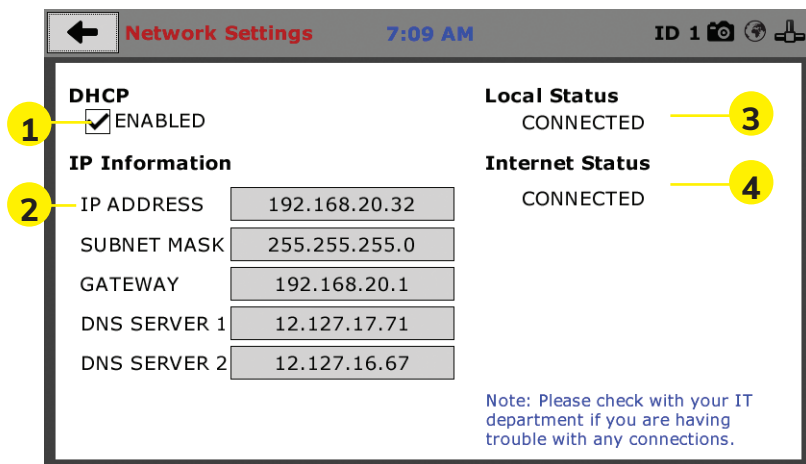 Network Settings 7:09 AM ID 1
DHCP
1 ENABLED
IP Information
2 IP ADDRESS 192.168.20.32
SUBNET MASK 255.255.255.0
GATEWAY 192.168.20.1
DNS SERVER 1 12.127.17.71
DNS SERVER 2 12.127.16.67
Local Status
CONNECTED 3
Internet Status
CONNECTED 4
Note: Please check with your IT
department if you are having
trouble with any connections.